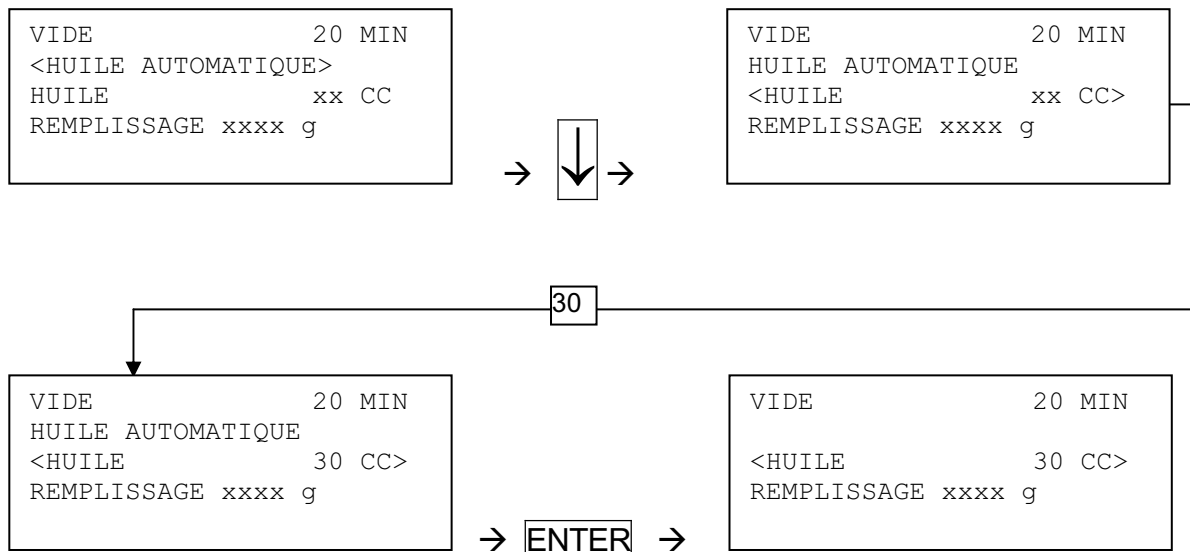 VIDE 20 MIN
<HUILE AUTOMATIQUE>
HUILE xx CC
REMPLISSAGE xxxx g
→ ↓ →
VIDE 20 MIN
HUILE AUTOMATIQUE
<HUILE xx CC>
REMPLISSAGE xxxx g
30
VIDE 20 MIN
HUILE AUTOMATIQUE
<HUILE 30 CC>
REMPLISSAGE xxxx g
→ ENTER →
VIDE 20 MIN
<HUILE 30 CC>
REMPLISSAGE xxxx g